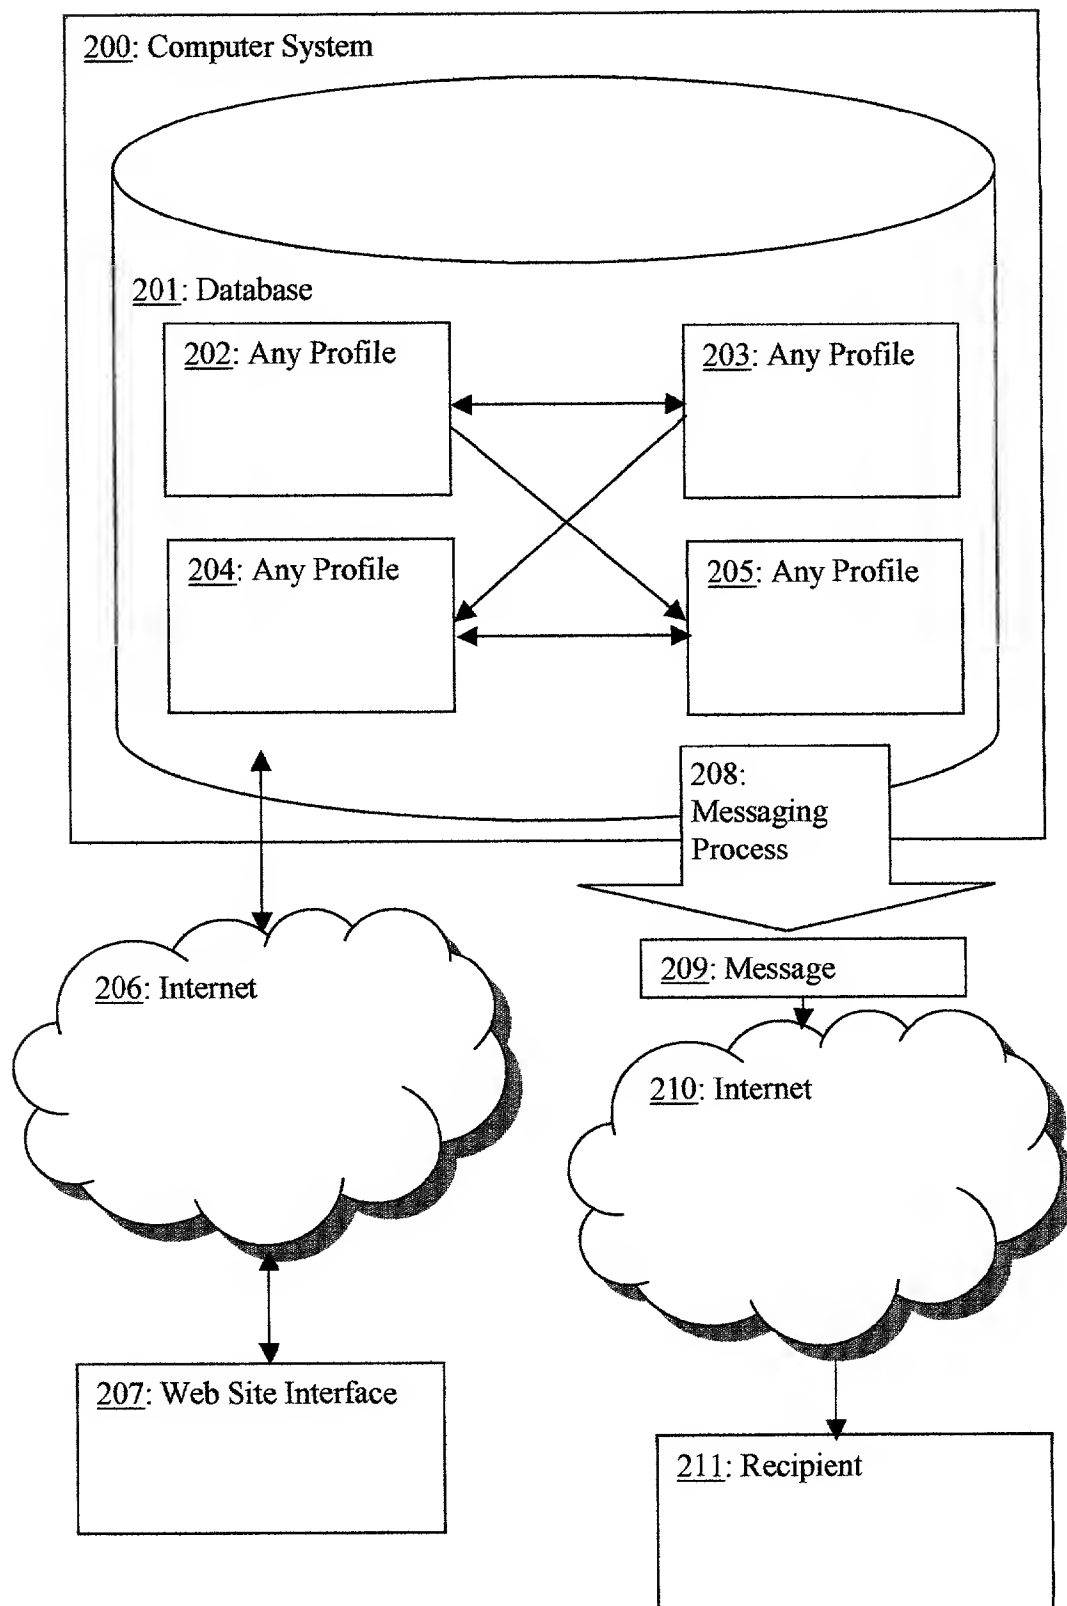 200: Computer System
201: Database
202: Any Profile
203: Any Profile
204: Any Profile
205: Any Profile
208:
Messaging
Process
206: Internet
209: Message
210: Internet
207: Web Site Interface
211: Recipient